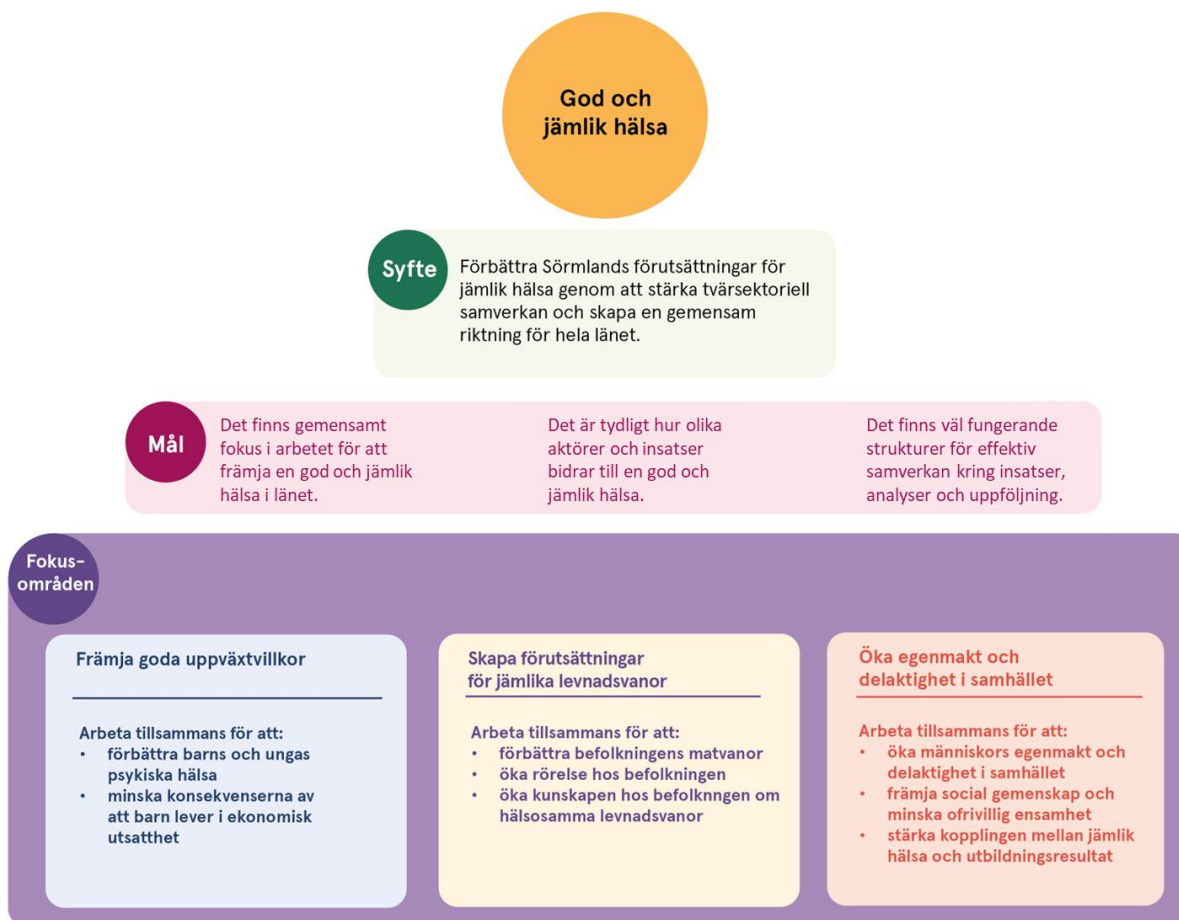 God och
jämlik hälsa
Syfte
Förbättra Sörmlands förutsättningar för
jämlik hälsa genom att stärka tvärsektoriell
samverkan och skapa en gemensam
riktning för hela länet.
Mål
Det finns gemensamt
fokus i arbetet för att
främja en god och jämlik
hälsa i länet.
Det är tydligt hur olika
aktörer och insatser
bidrar till en god och
jämlik hälsa.
Det finns väl fungerande
strukturer för effektiv
samverkan kring insatser,
analyser och uppföljning.
Fokus-
områden
Främja goda uppväxtvillkor
Arbeta tillsammans för att:
• förbättra barns och ungas
psykiska hälsa
• minska konsekvenserna av
att barn lever i ekonomisk
utsatthet
Skapa förutsättningar
för jämlika levnadsvanor
Arbeta tillsammans för att:
• förbättra befolkningens matvanor
• öka rörelse hos befolkningen
• öka kunskapen hos befolknngen om
hälsosamma levnadsvanor
Öka egenmakt och
delaktighet i samhället
Arbeta tillsammans för att:
• öka människors egenmakt och
delaktighet i samhället
• främja social gemenskap och
minska ofrivillig ensamhet
• stärka kopplingen mellan jämlik
hälsa och utbildningsresultat